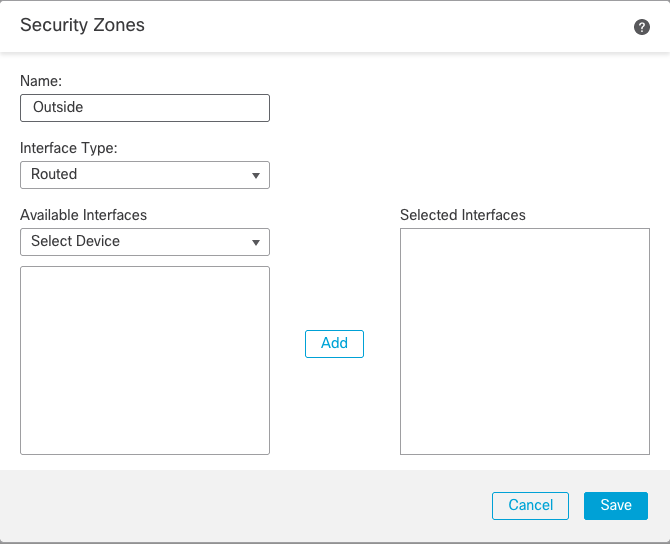 Security Zones
?
Name:
Outside
Interface Type:
Routed
Available Interfaces
Selected Interfaces
Select Device
Add
Cancel
Save